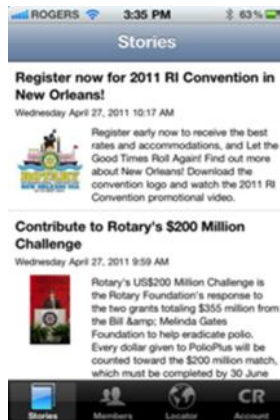 ROGERS 3:35 PM 63%
Stories
Register now for 2011 RI Convention in
New Orleans!
Wednesday April 27, 2011 10:17 AM
Register early now to receive the best
rates and accommodations, and Let the
Good Times Roll Again! Find out more
about New Orleans! Download the
convention logo and watch the 2011 RI
Convention promotional video.
ROTARY
Contribute to Rotary's $200 Million
Challenge
Wednesday April 27, 2011 9:59 AM
Rotary's US$200 Million Challenge is
the Rotary Foundation's response to
the two grants totaling $355 million from
the Bill &amp; Melinda Gates
Foundation to help eradicate polio.
Every dollar given to PolioPlus will be
counted toward the $200 million match,
which must be completed by 30 June
Stories Members Locator CR
Account